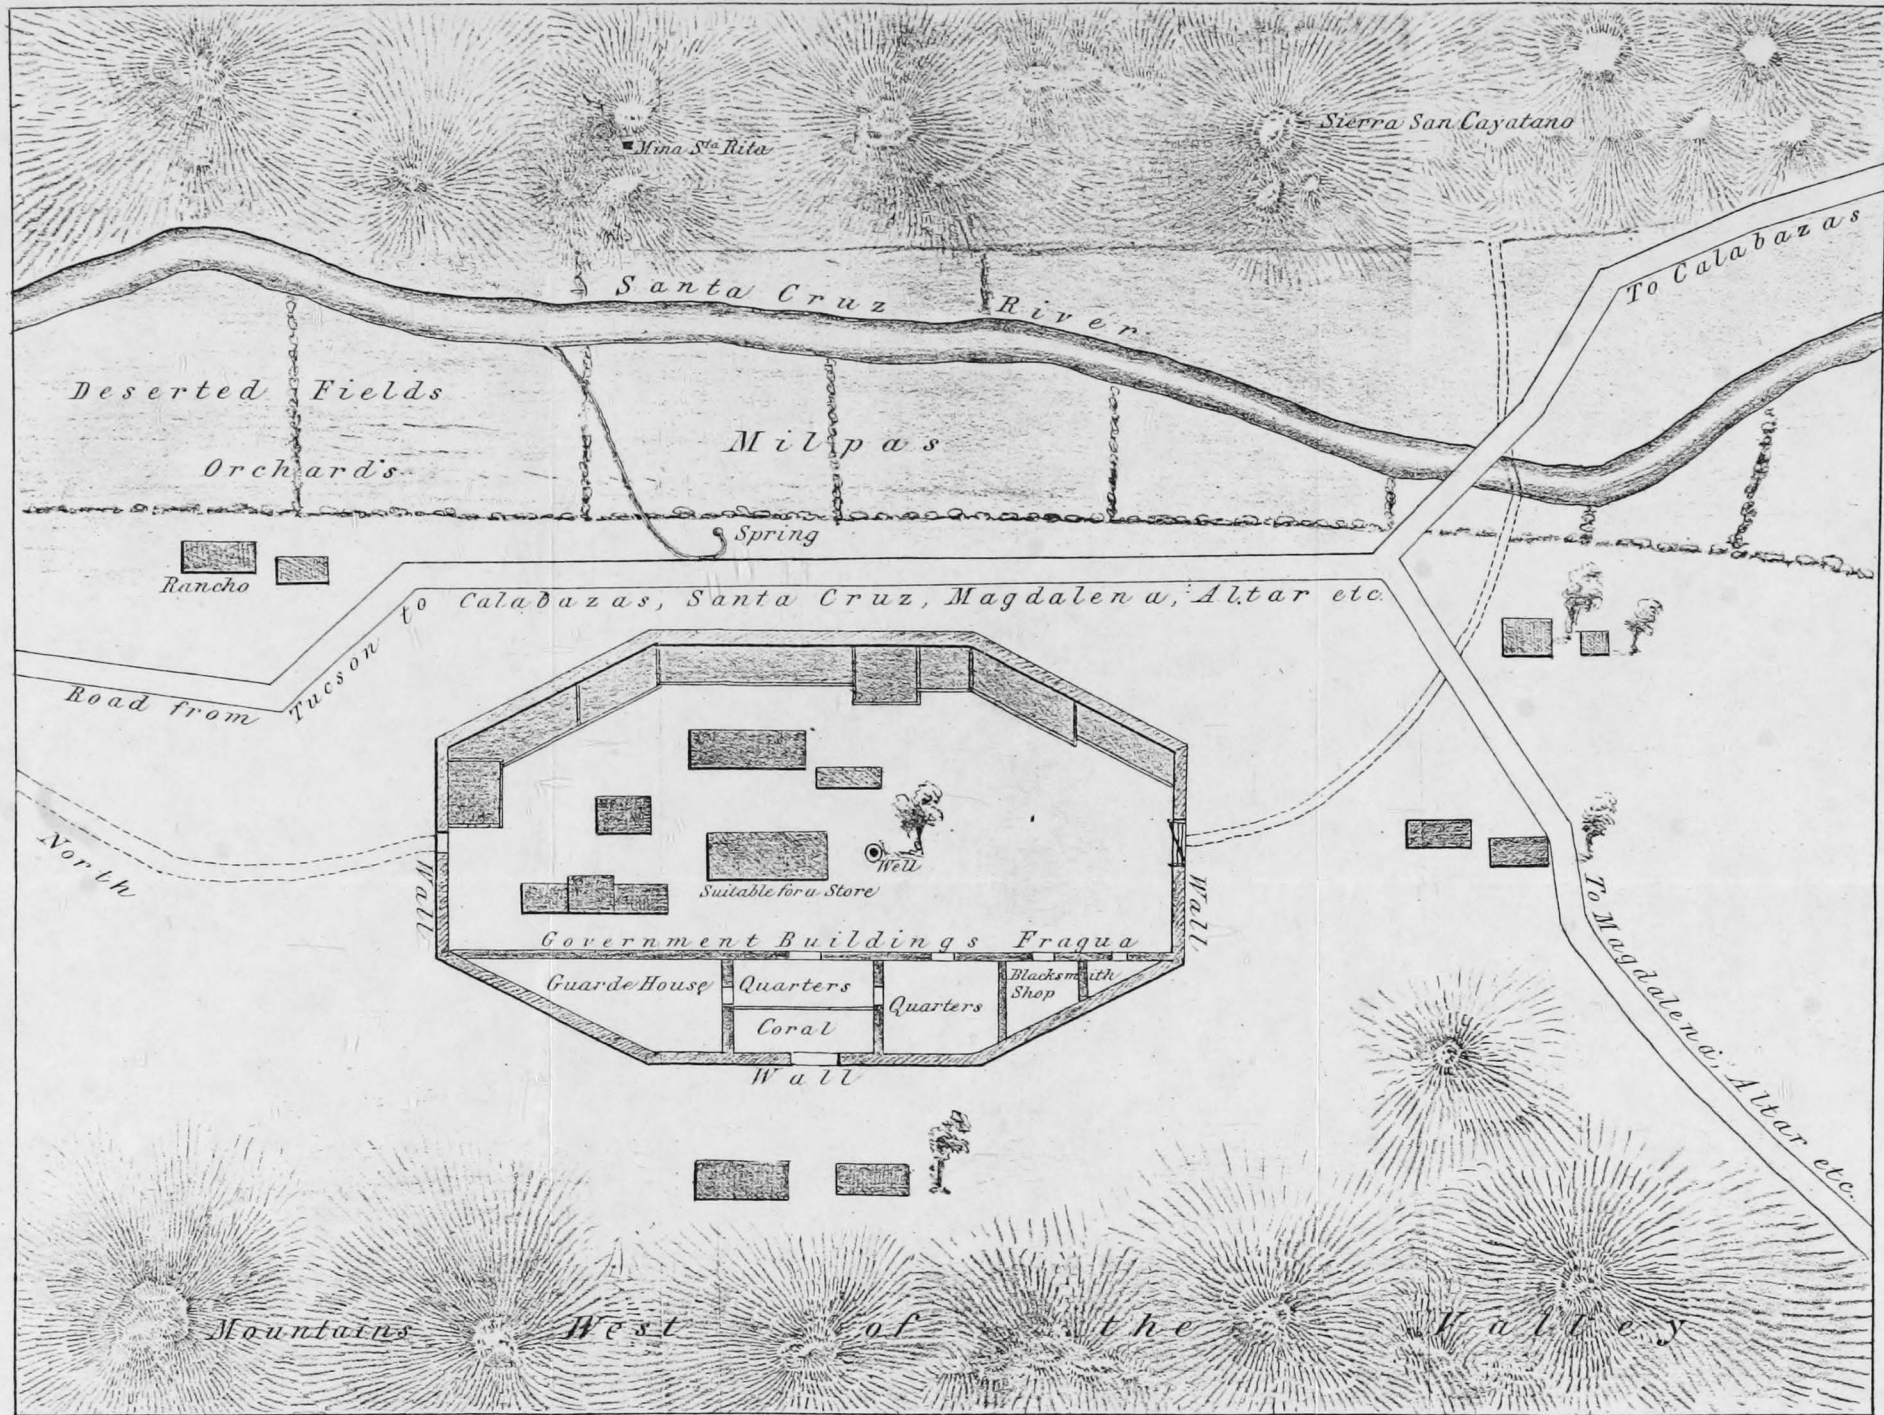 Sierra San Cayatano
Mina Sta Rita
To Calabazas
Santa Cruz River
Deserted Fields
Milpas
Orchard's
Spring
Rancho
Road from Tucson to Calabazas, Santa Cruz, Magdalena, Altar etc.
North
Wall
Well
Suitable for a Store
Wall
Government Buildings Fragua
Guarde House
Quarters
Quarters
Blacksmith
Shop
Coral
Wall
To Magdalena, Altar etc.
Mountains West of the Valley